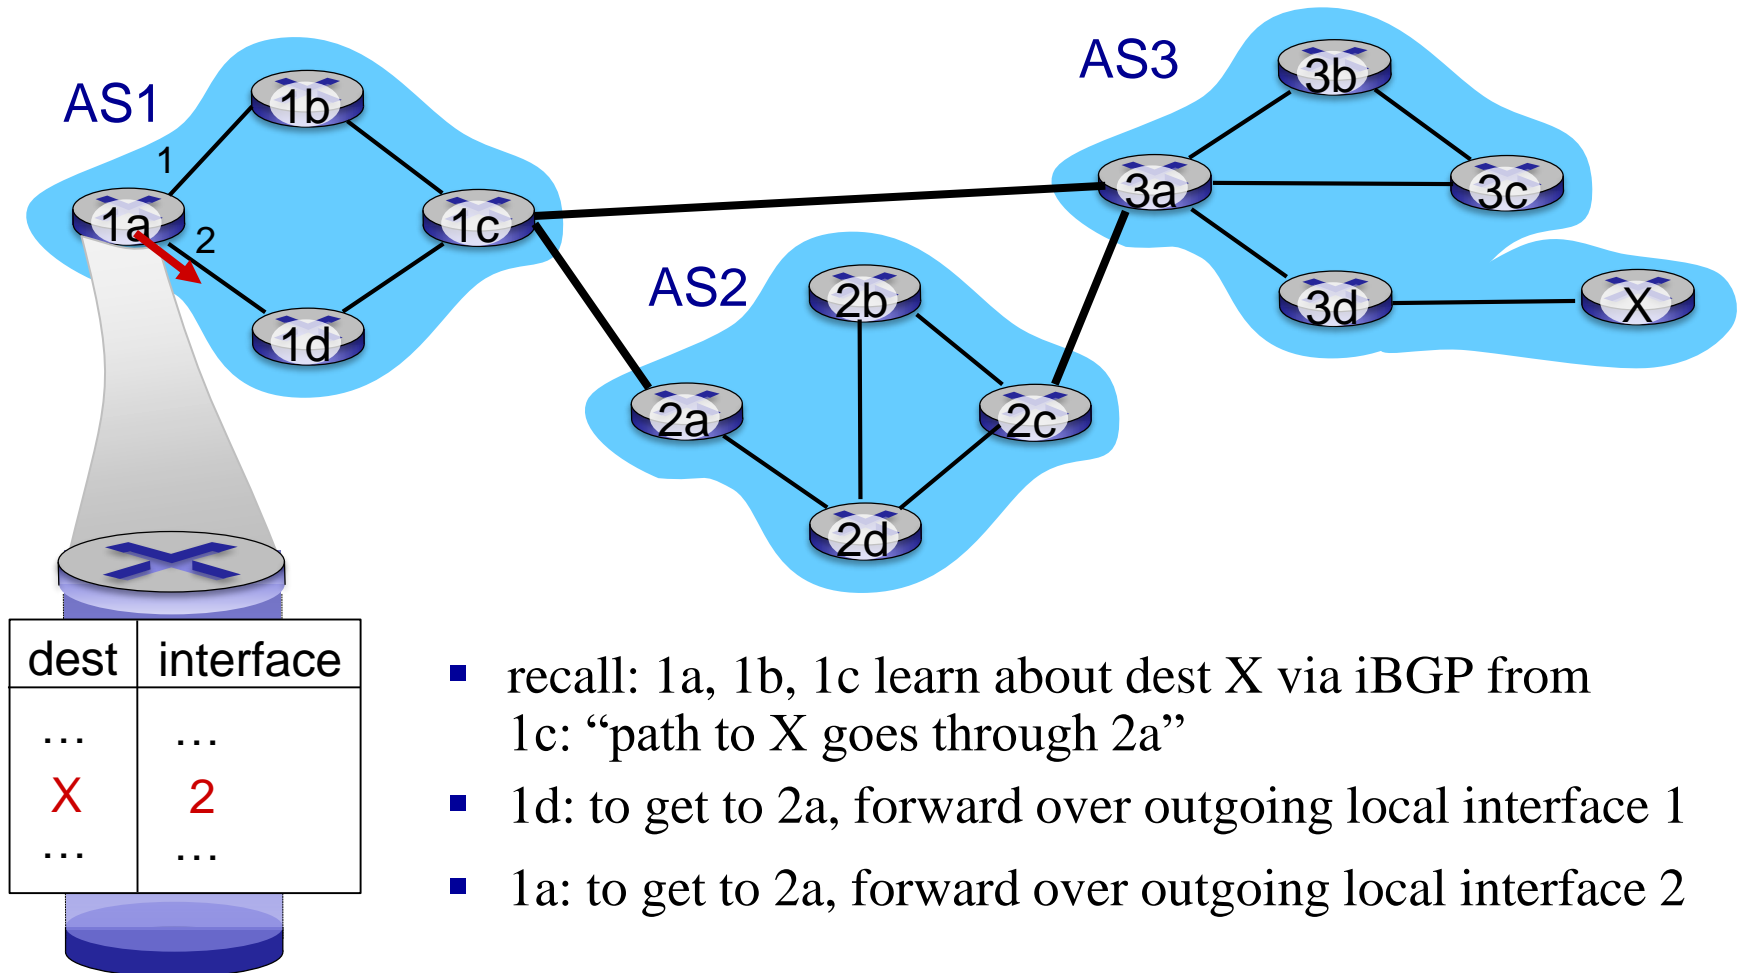 AS1
1b
1
1a
2
1c
1d
AS2
2b
2a
2c
2d
AS3
3b
3a
3c
3d
X
dest interface
... ...
X 2
... ...
▪ recall: 1a, 1b, 1c learn about dest X via iBGP from
1c: “path to X goes through 2a”
▪ 1d: to get to 2a, forward over outgoing local interface 1
▪ 1a: to get to 2a, forward over outgoing local interface 2